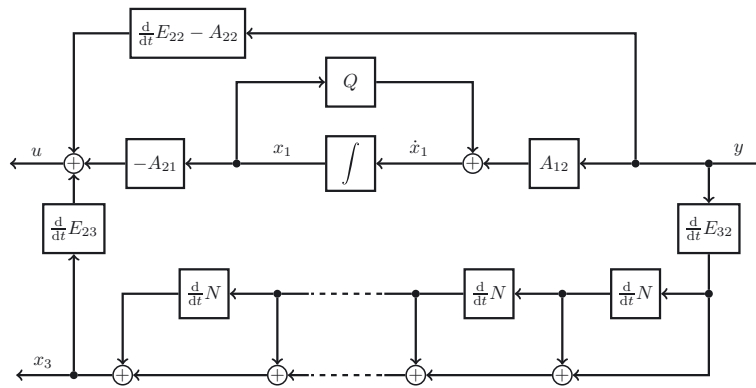 d/dt E₂₂ − A₂₂
Q
u
−A₂₁
x₁
∫
ẋ₁
A₁₂
y
d/dt E₂₃
d/dt E₃₂
d/dt N
d/dt N
d/dt N
x₃